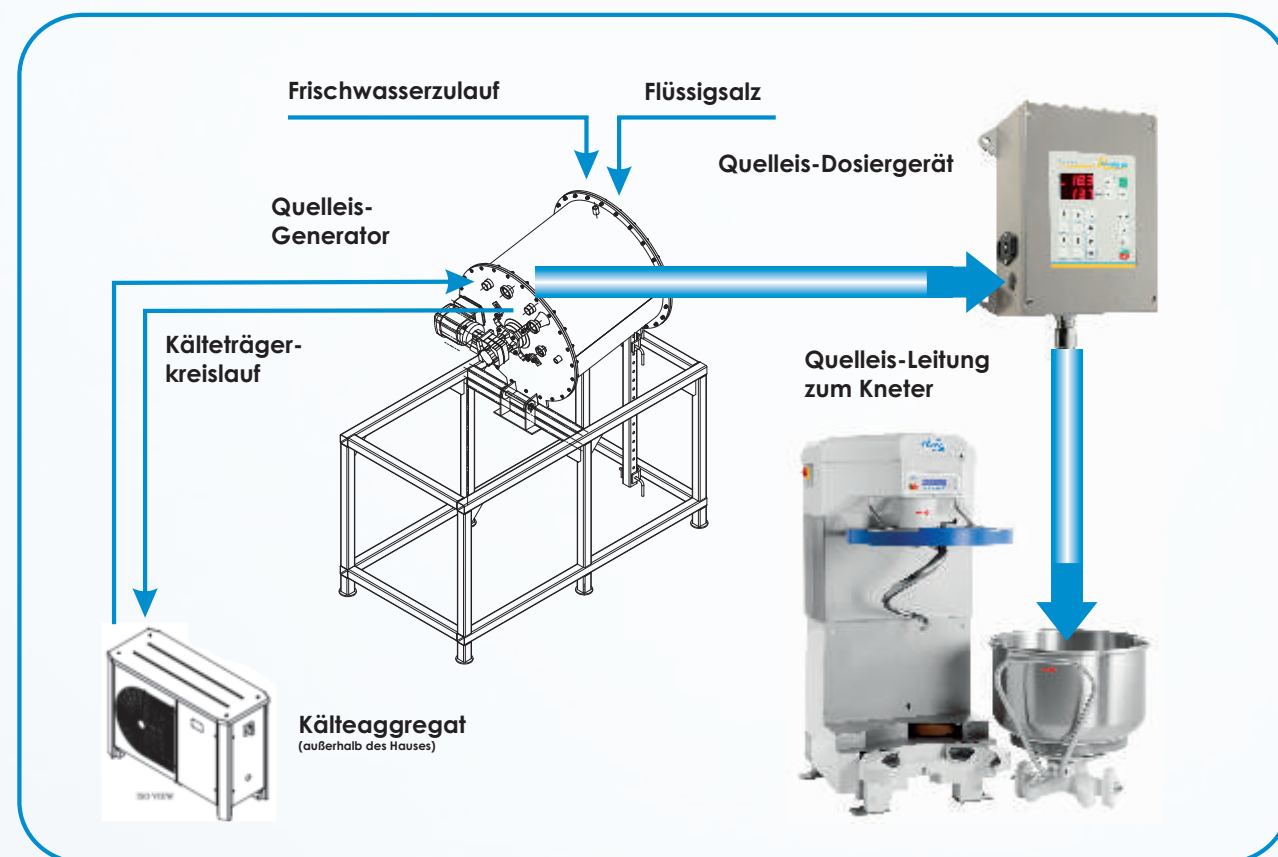 Frischwasserzulauf
Flüssigsalz
Quelleis-Dosiergerät
Quelleis-
Generator
Kälteträger-
kreislauf
Quelleis-Leitung
zum Kneter
Kälteaggregat
(außerhalb des Hauses)
ISO VIEW